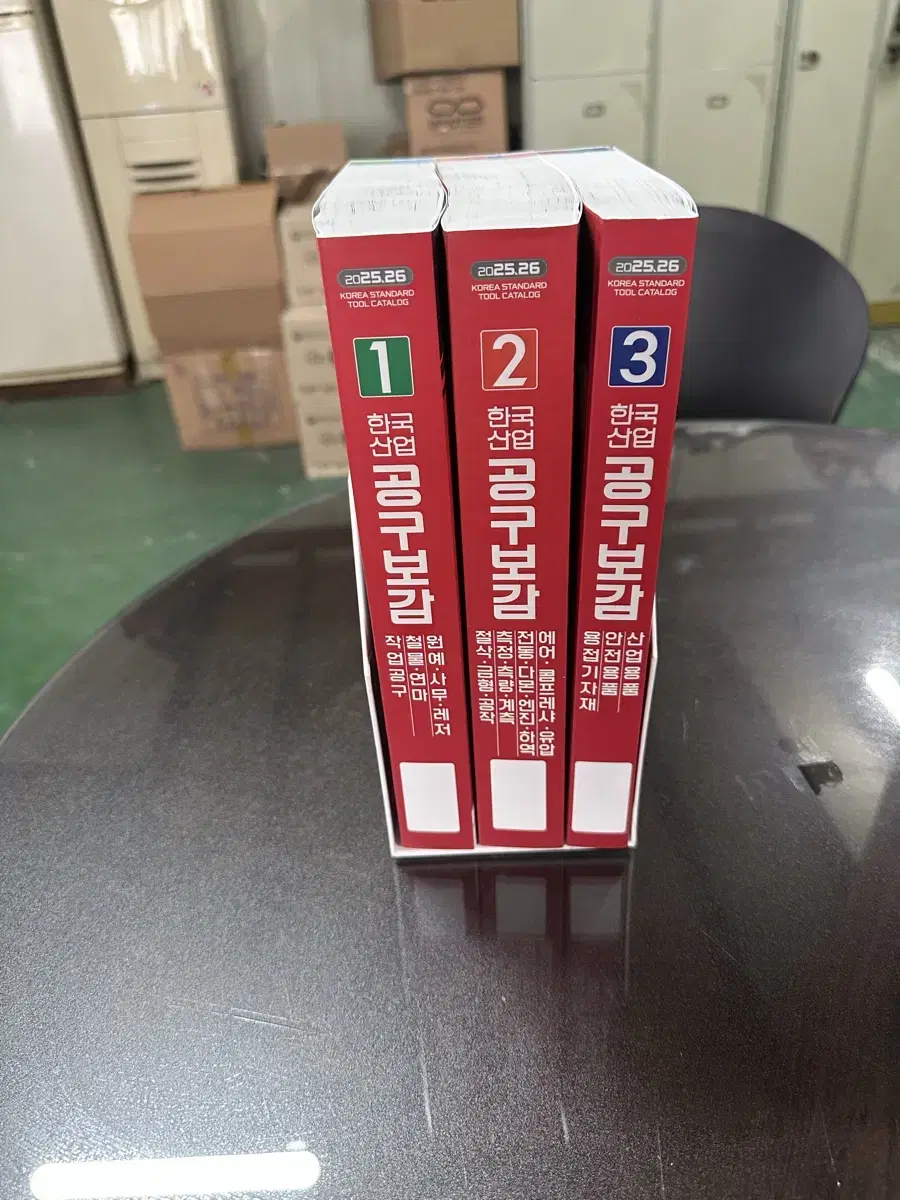 2025.26
KOREA STANDARD
TOOL CATALOG
1
한국
산업
공구보감
작업공구
철물·연마
원예·사무·레저
2025.26
KOREA STANDARD
TOOL CATALOG
2
한국
산업
공구보감
절삭·금형·공작
측정·측량·계측
전동·다몬·엔진·하역
에어·콤프레샤·유압
2025.26
KOREA STANDARD
TOOL CATALOG
3
한국
산업
공구보감
용접기자재
안전용품
산업용품